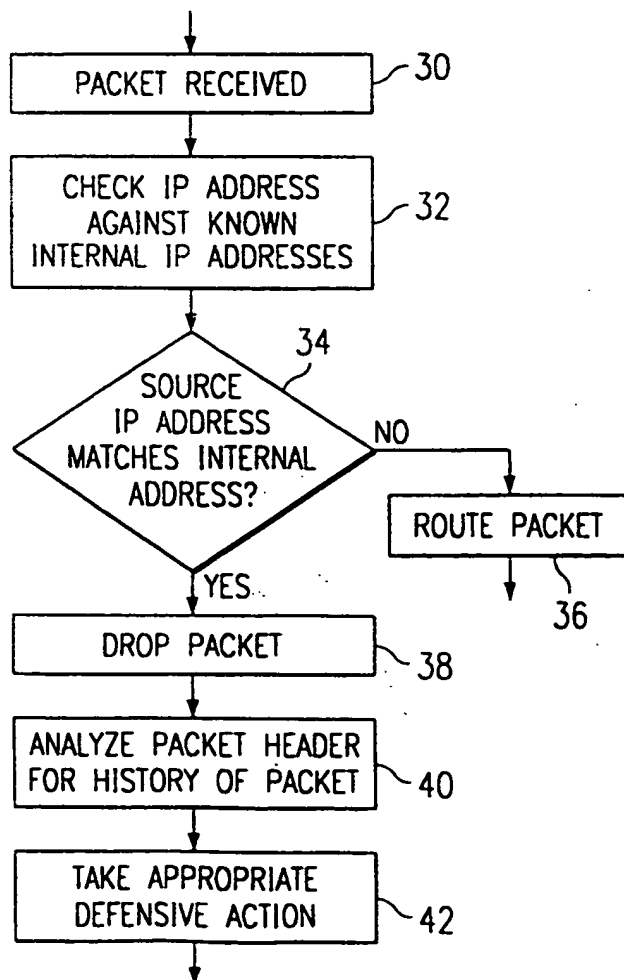 PACKET RECEIVED
30
CHECK IP ADDRESS
AGAINST KNOWN
INTERNAL IP ADDRESSES
32
34
SOURCE
IP ADDRESS
MATCHES INTERNAL
ADDRESS?
NO
ROUTE PACKET
36
YES
DROP PACKET
38
ANALYZE PACKET HEADER
FOR HISTORY OF PACKET
40
TAKE APPROPRIATE
DEFENSIVE ACTION
42